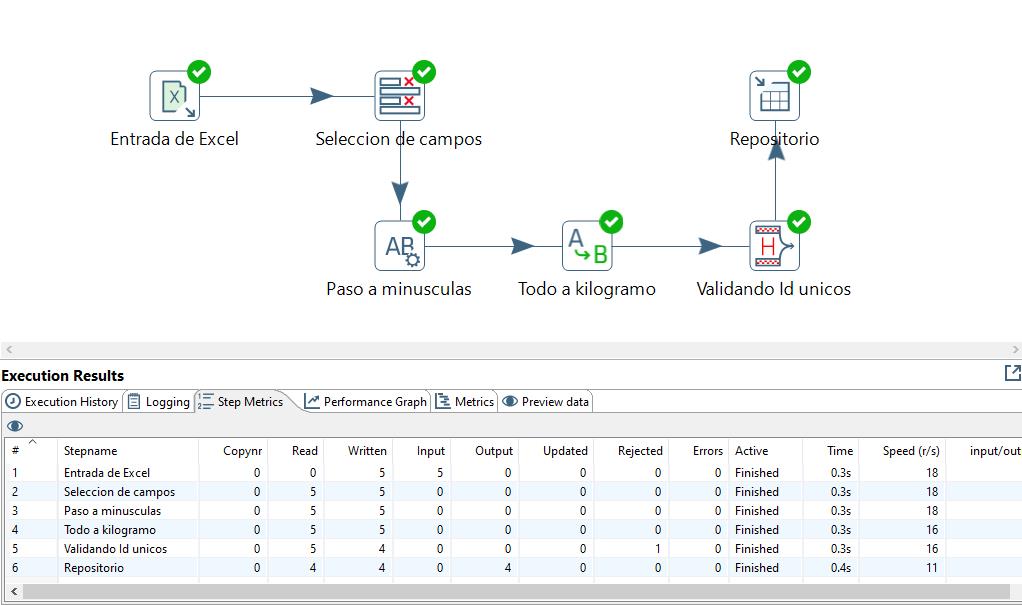 Entrada de Excel
Seleccion de campos
Repositorio
Paso a minusculas
Todo a kilogramo
Validando Id unicos
Execution Results
Execution History Logging Step Metrics Performance Graph Metrics Preview data
# Stepname Copynr Read Written Input Output Updated Rejected Errors Active Time Speed (r/s) input/out
1 Entrada de Excel 0 0 5 5 0 0 0 0 Finished 0.3s 18
2 Seleccion de campos 0 5 5 0 0 0 0 0 Finished 0.3s 18
3 Paso a minusculas 0 5 5 0 0 0 0 0 Finished 0.3s 18
4 Todo a kilogramo 0 5 5 0 0 0 0 0 Finished 0.3s 16
5 Validando Id unicos 0 5 4 0 0 0 1 0 Finished 0.3s 16
6 Repositorio 0 4 4 0 4 0 0 0 Finished 0.4s 11